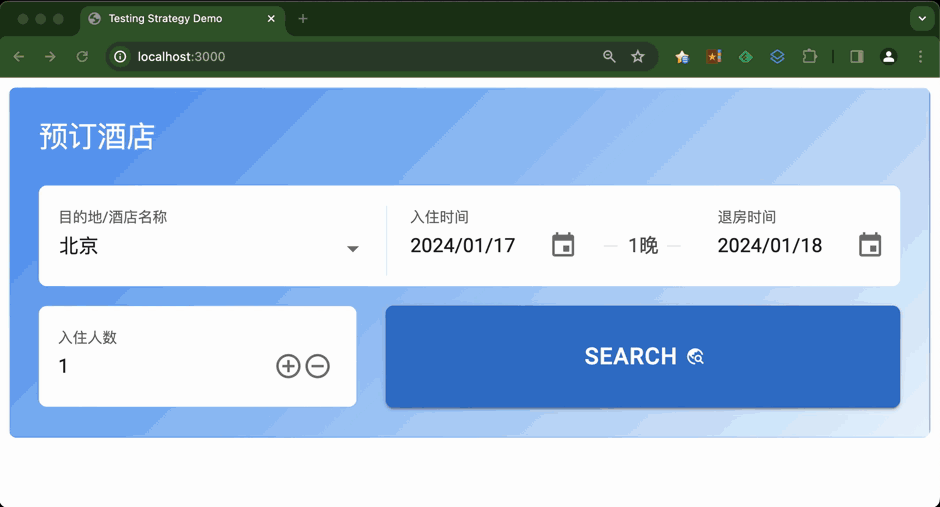 Testing Strategy Demo
localhost:3000
预订酒店
目的地/酒店名称
北京
入住时间
2024/01/17
1晚
退房时间
2024/01/18
入住人数
1
SEARCH